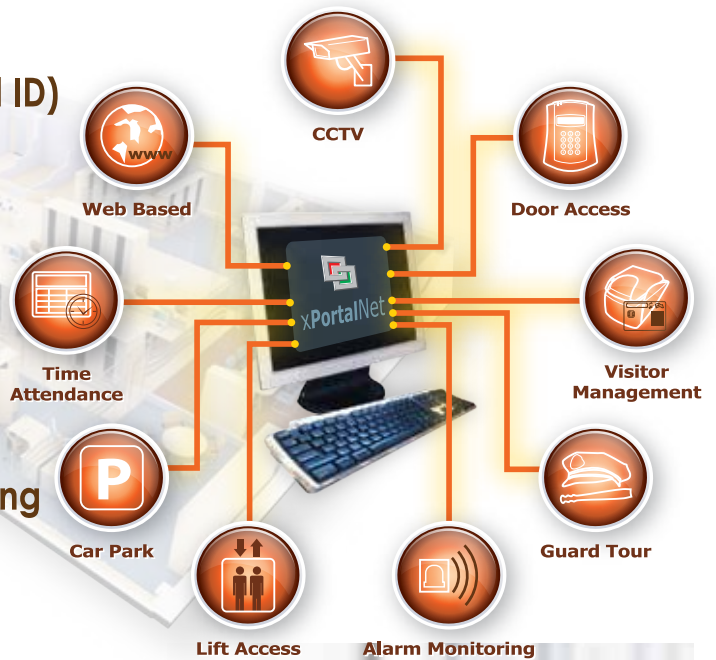 ID)
CCTV
www
Web Based
Door Access
xPortalNet
Time
Attendance
Visitor
Management
P
ng
Car Park
Guard Tour
Lift Access
Alarm Monitoring